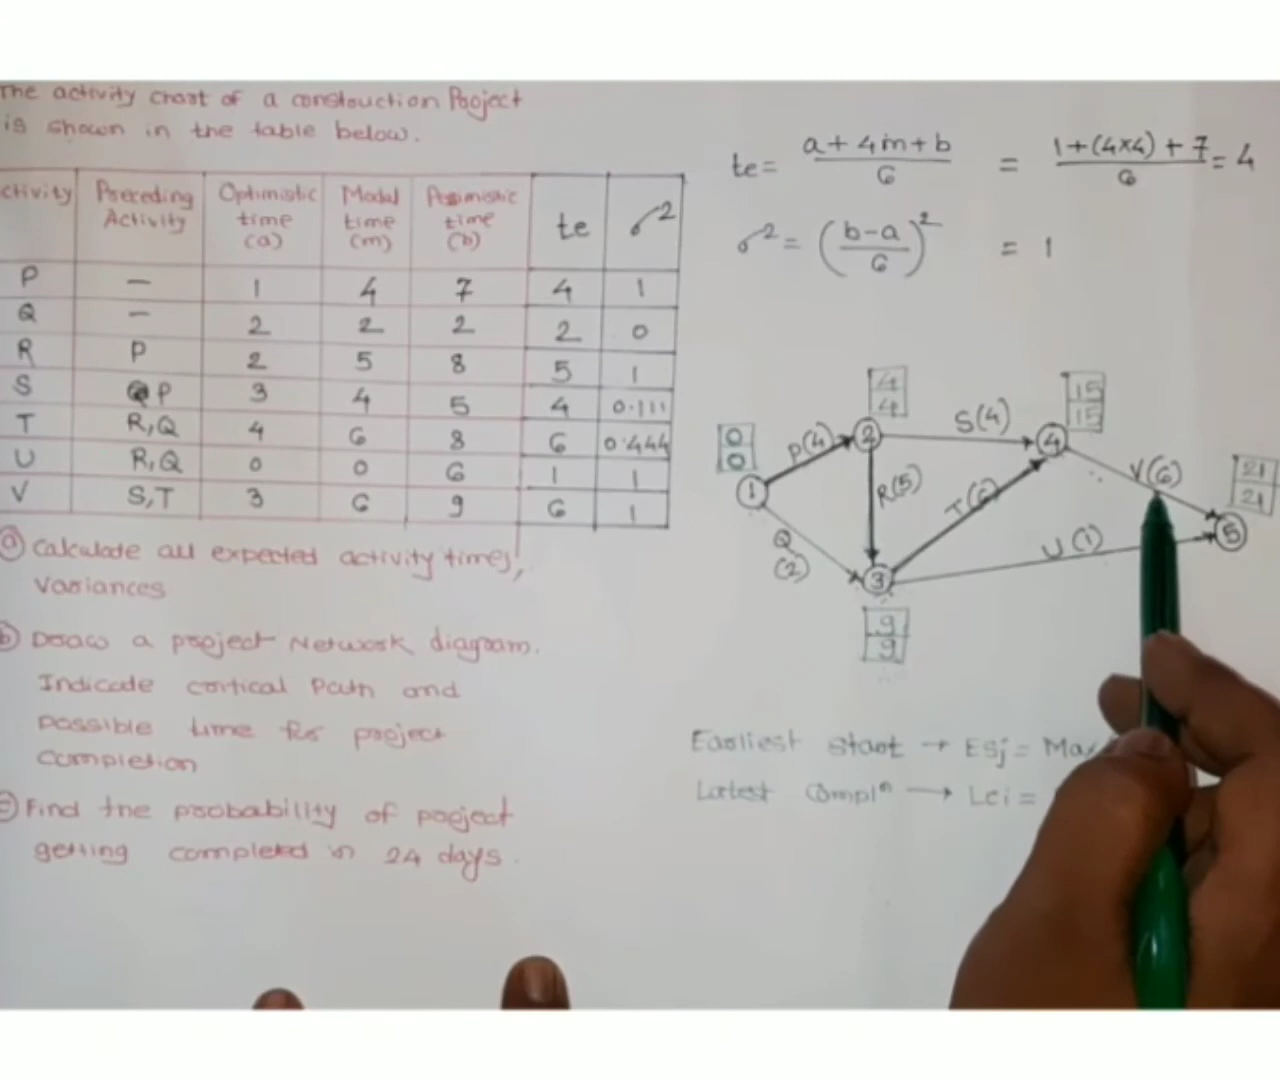 The activity chart of a construction Project
is shown in the table below.
ctivity Preceding Activity Optimistic time (a) Modal time (m) Pessimistic time (b) te σ²
P — 1 4 7 4 1
Q — 2 2 2 2 0
R P 2 5 8 5 1
S P 3 4 5 4 0.111
T R,Q 4 6 8 6 0.444
U R,Q 0 0 6 1 1
V S,T 3 6 9 6 1
(a) Calculate all expected activity times,
Variances
b) Draw a project Network diagram.
Indicate cortical Path and
possible time for project
completion
c) Find the probability of project
getting completed in 24 days.
te = a + 4m + b / 6 = 1 + (4×4) + 7 / 6 = 4
σ² = (b-a / 6)² = 1
0
0
1
P(4)
4
4
2
S(4)
15
15
4
V(6)
21
21
5
R(5)
T(6)
Q
(2)
3
U(1)
9
9
Earliest start → ESj =
Latest Complⁿ → Lci =